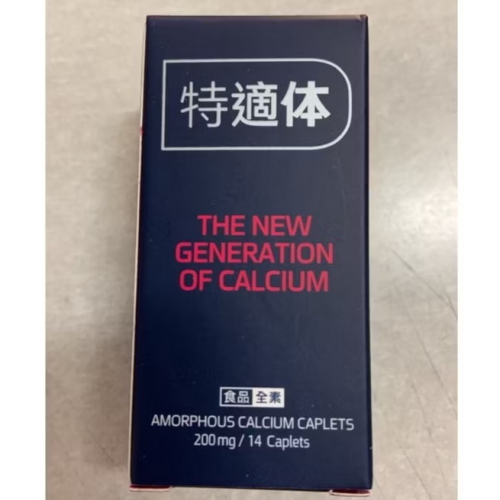 特適体
THE NEW
GENERATION
OF CALCIUM
食品 全素
AMORPHOUS CALCIUM CAPLETS
200mg / 14 Caplets